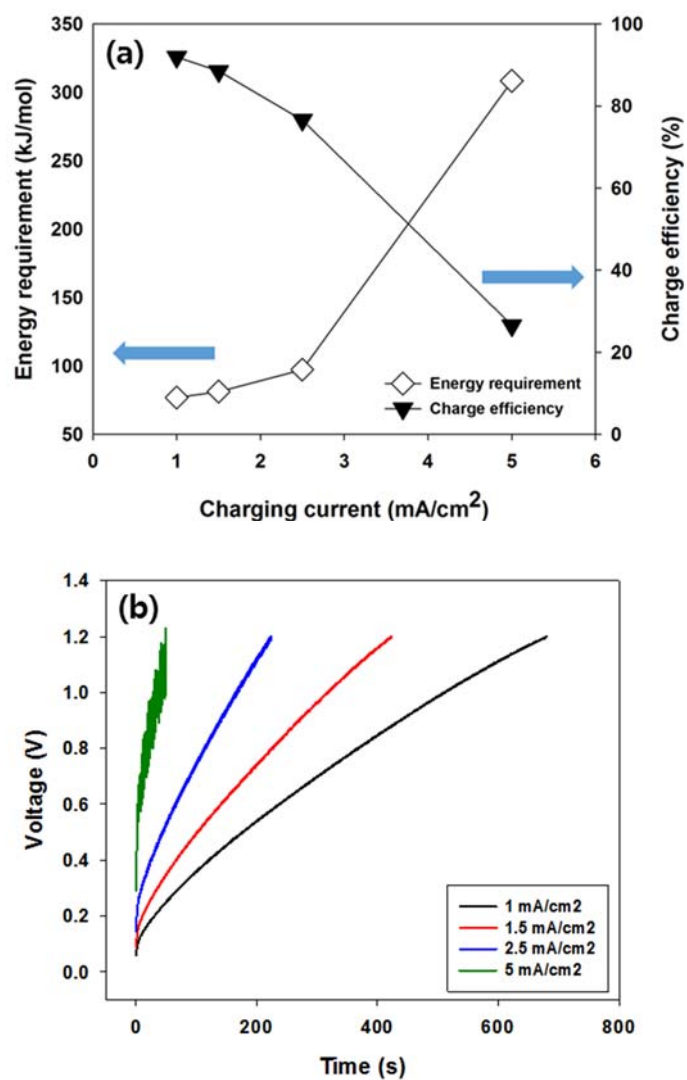 (a)
350
300
250
200
150
100
50
Energy requirement (kJ/mol)
100
80
60
40
20
0
Charge efficiency (%)
Energy requirement
Charge efficiency
0 1 2 3 4 5 6
Charging current (mA/cm²)
(b)
1.4
1.2
1.0
0.8
0.6
0.4
0.2
0.0
Voltage (V)
1 mA/cm2
1.5 mA/cm2
2.5 mA/cm2
5 mA/cm2
0 200 400 600 800
Time (s)